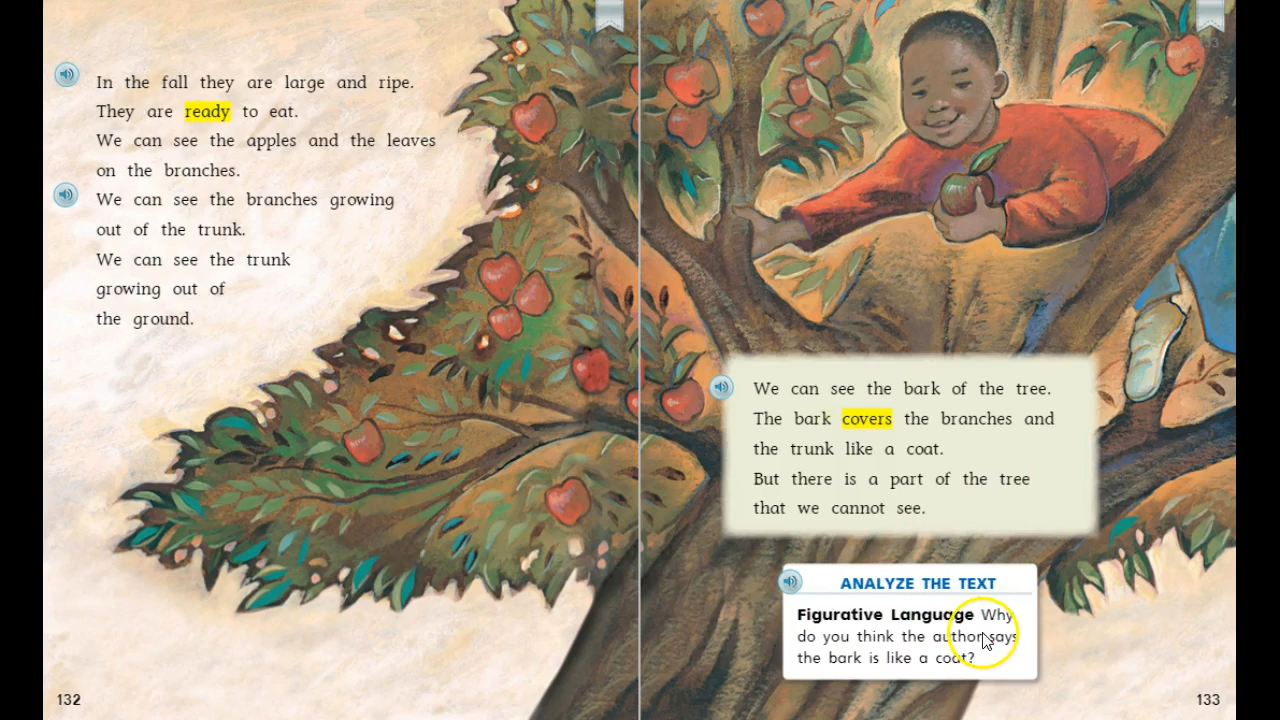 In the fall they are large and ripe.
They are ready to eat.
We can see the apples and the leaves
on the branches.
We can see the branches growing
out of the trunk.
We can see the trunk
growing out of
the ground.
We can see the bark of the tree.
The bark covers the branches and
the trunk like a coat.
But there is a part of the tree
that we cannot see.
ANALYZE THE TEXT
Figurative Language Why
do you think the author says
the bark is like a coat?
132
133